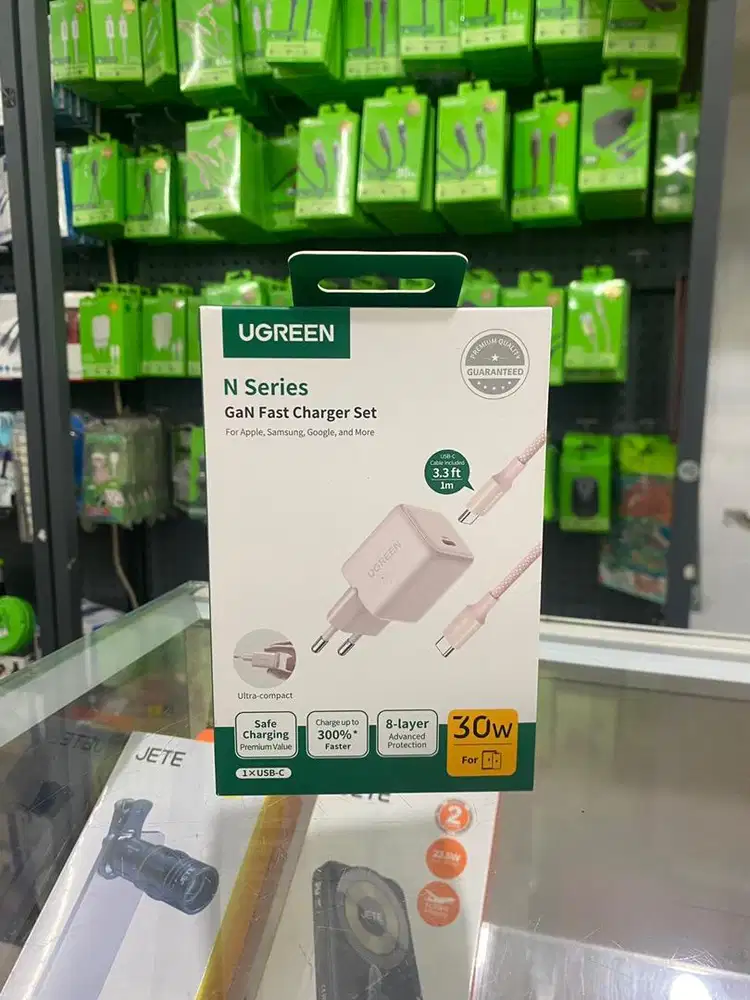 UGREEN
PREMIUM QUALITY
GUARANTEED
N Series
GaN Fast Charger Set
For Apple, Samsung, Google, and More
USB-C
Cable Included
3.3 ft
1m
UGREEN
Ultra-compact
Safe
Charging
Premium Value
Charge up to
300%*
Faster
8-layer
Advanced
Protection
30W
For
1×USB-C
JETE
JETE
2
22.5W
JETE